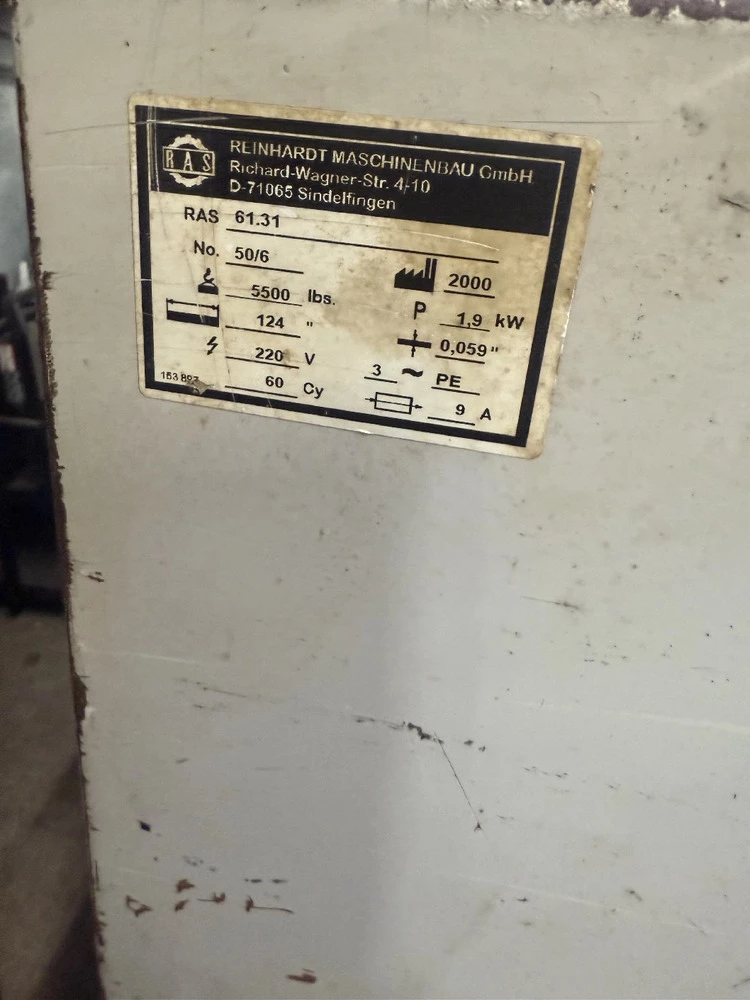 RAS
REINHARDT MASCHINENBAU GmbH
Richard-Wagner-Str. 4-10
D-71065 Sindelfingen
RAS 61.31
No. 50/6
2000
5500 lbs.
P 1,9 kW
124 "
0,059"
220 V
3 ~ PE
60 Cy
9 A